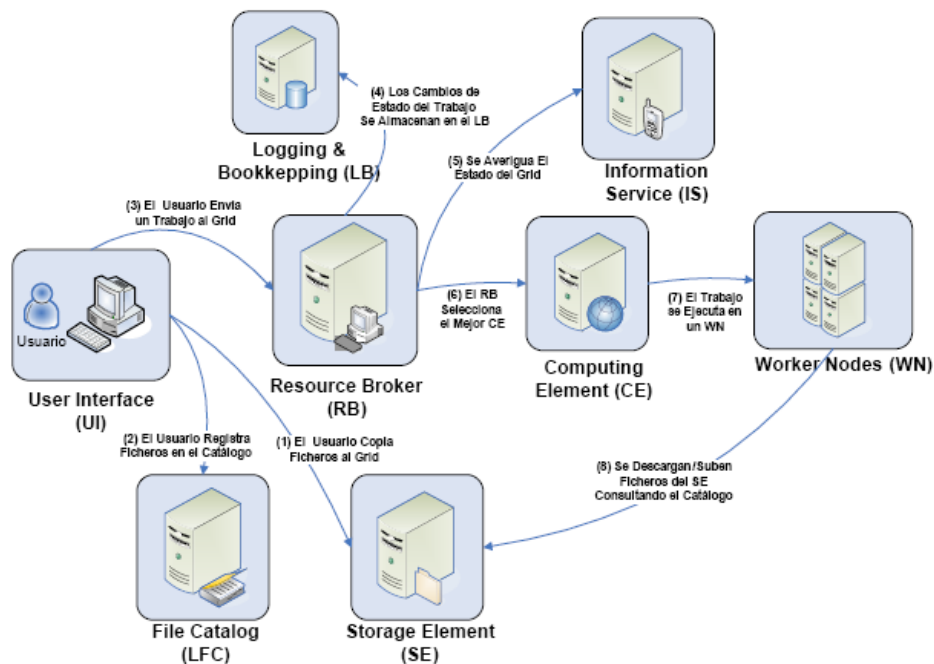 (4) Los Cambios de
Estado del Trabajo
Se Almacenan en el LB
Logging &
Bookkepping (LB)
(5) Se Averigua El
Estado del Grid
Information
Service (IS)
(3) El Usuario Envia
un Trabajo al Grid
Usuario
User Interface
(UI)
Resource Broker
(RB)
(6) El RB
Selecciona
el Mejor CE
Computing
Element (CE)
(7) El Trabajo
se Ejecuta en
un WN
Worker Nodes (WN)
(2) El Usuario Registra
Ficheros en el Catálogo
(1) El Usuario Copia
Ficheros al Grid
(8) Se Descargan/Suben
Ficheros del SE
Consultando el Catálogo
File Catalog
(LFC)
Storage Element
(SE)